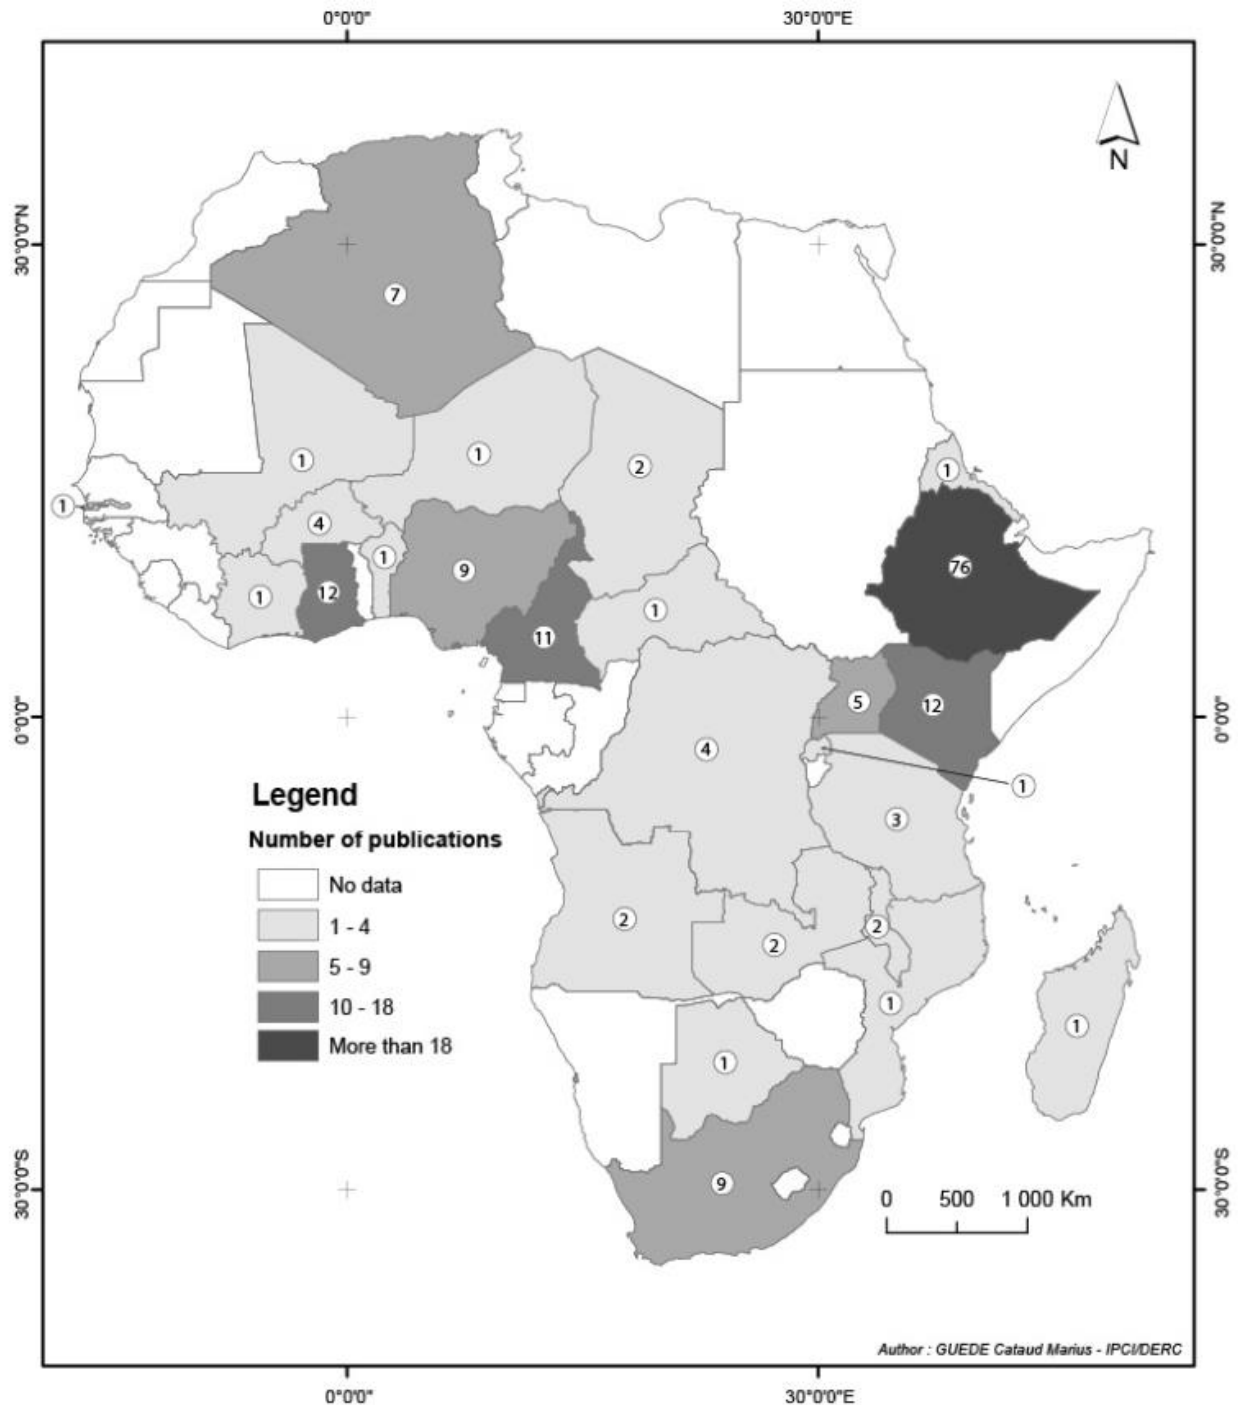 0°0'0" 30°0'0"E
N
30°0'0"N 30°0'0"N
7
1 1 2 1
1
4 1 9 76
1 12 1
11
5 12
0°0'0" 0°0'0"
4
1
Legend
3
Number of publications
No data
1 - 4
2 2
2
5 - 9
10 - 18
1
1
More than 18
1
9
30°0'0"S 30°0'0"S
0 500 1 000 Km
Author : GUEDE Cataud Marius - IPCI/DERC
0°0'0" 30°0'0"E